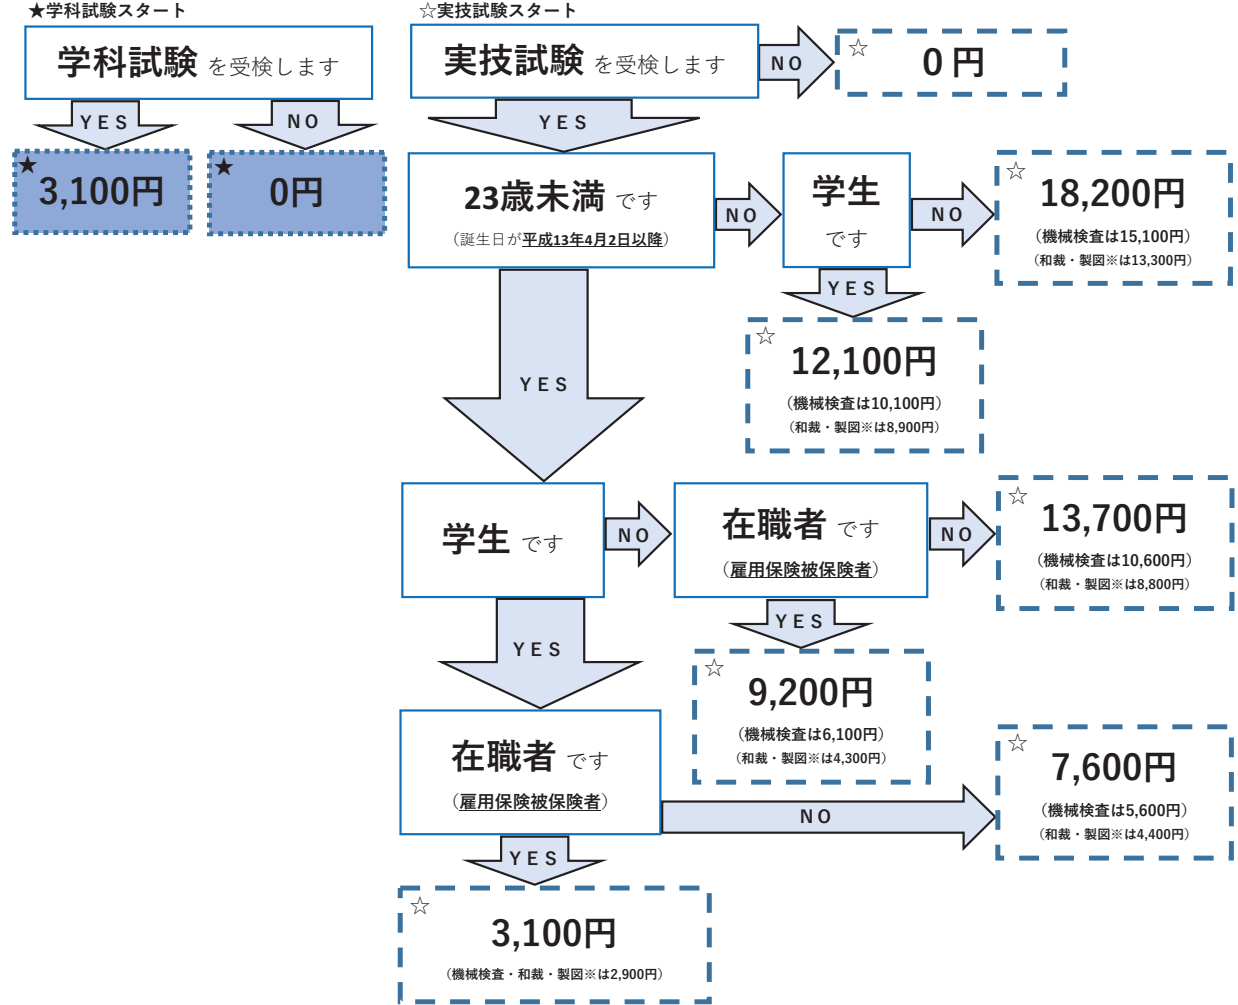 ★学科試験スタート
学科試験 を受検します
YES
NO
★
3,100円
★
0円
☆実技試験スタート
実技試験 を受検します
NO
☆
0 円
YES
23歳未満 です
（誕生日が平成13年4月2日以降）
NO
学生
です
NO
☆
18,200円
（機械検査は15,100円）
（和裁・製図※は13,300円）
YES
☆
12,100円
（機械検査は10,100円）
（和裁・製図※は8,900円）
YES
学生 です
NO
在職者 です
（雇用保険被保険者）
NO
☆
13,700円
（機械検査は10,600円）
（和裁・製図※は8,800円）
YES
☆
9,200円
（機械検査は6,100円）
（和裁・製図※は4,300円）
YES
在職者 です
（雇用保険被保険者）
NO
☆
7,600円
（機械検査は5,600円）
（和裁・製図※は4,400円）
YES
☆
3,100円
（機械検査・和裁・製図※は2,900円）